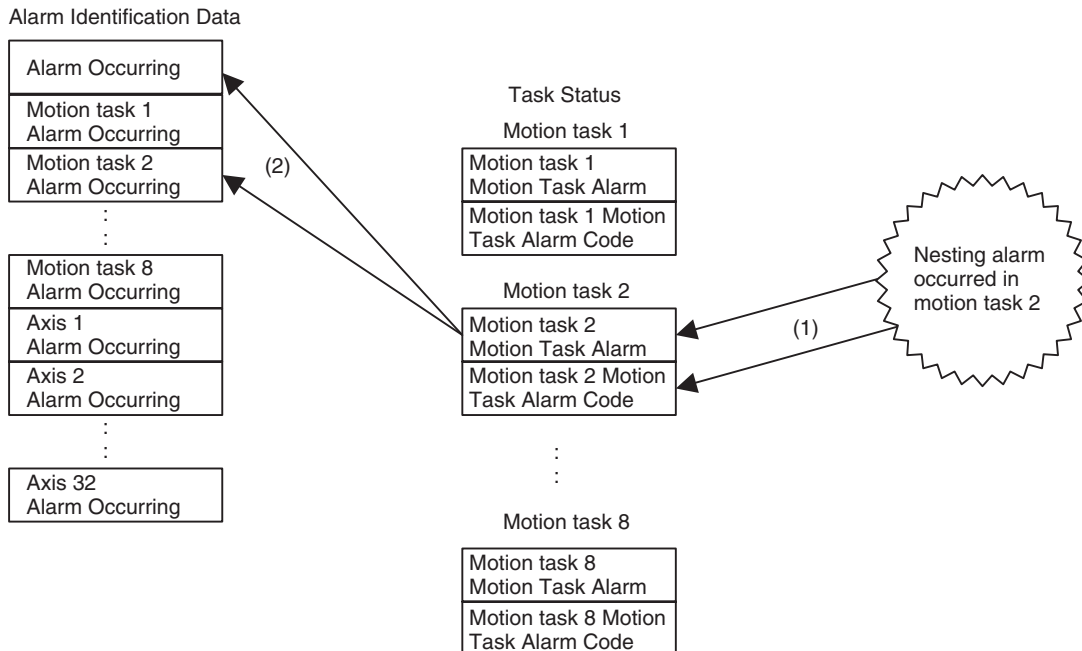 Alarm Identification Data
Alarm Occurring
Motion task 1
Alarm Occurring
Motion task 2
Alarm Occurring
:
:
Motion task 8
Alarm Occurring
Axis 1
Alarm Occurring
Axis 2
Alarm Occurring
:
:
Axis 32
Alarm Occurring
(2)
Task Status
Motion task 1
Motion task 1
Motion Task Alarm
Motion task 1 Motion
Task Alarm Code
Motion task 2
Motion task 2
Motion Task Alarm
Motion task 2 Motion
Task Alarm Code
:
:
Motion task 8
Motion task 8
Motion Task Alarm
Motion task 8 Motion
Task Alarm Code
(1)
Nesting alarm
occurred in
motion task 2